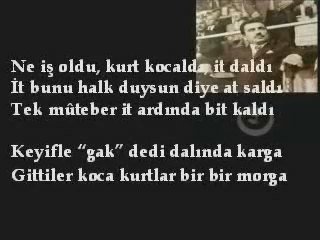 Ne iş oldu, kurt kocaldı it daldı
İt bunu halk duysun diye at saldı
Tek mûteber it ardında bit kaldı
Keyifle “gak” dedi dalında karga
Gittiler koca kurtlar bir bir morga